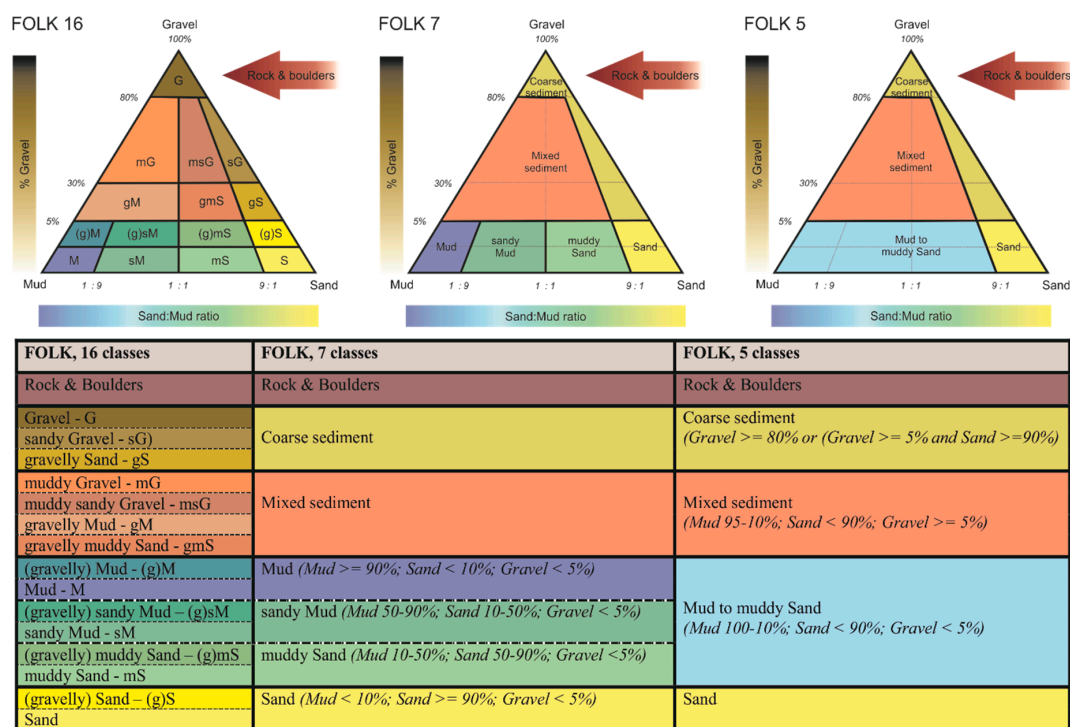 FOLK 16
Gravel
100%
Rock & boulders
G
80%
% Gravel
mG
msG
sG
30%
gM
gmS
gS
5%
(g)M
(g)sM
(g)mS
(g)S
M
sM
mS
S
Mud
1 : 9
1 : 1
9 : 1
Sand
Sand:Mud ratio
FOLK 7
Gravel
100%
Rock & boulders
Coarse
sediment
80%
% Gravel
Mixed
sediment
30%
5%
Mud
sandy
Mud
muddy
Sand
Sand
Mud
1 : 9
1 : 1
9 : 1
Sand
Sand:Mud ratio
FOLK 5
Gravel
100%
Rock & boulders
Coarse
sediment
80%
% Gravel
Mixed
sediment
30%
5%
Mud to
muddy Sand
Sand
Mud
1 : 9
1 : 1
9 : 1
Sand
Sand:Mud ratio
FOLK, 16 classes
FOLK, 7 classes
FOLK, 5 classes
Rock & Boulders
Rock & Boulders
Rock & Boulders
Gravel - G
sandy Gravel - sG)
gravelly Sand - gS
Coarse sediment
Coarse sediment
(Gravel >= 80% or (Gravel >= 5% and Sand >=90%)
muddy Gravel - mG
muddy sandy Gravel - msG
gravelly Mud - gM
gravelly muddy Sand - gmS
Mixed sediment
Mixed sediment
(Mud 95-10%; Sand < 90%; Gravel >= 5%)
(gravelly) Mud - (g)M
Mud - M
Mud (Mud >= 90%; Sand < 10%; Gravel < 5%)
(gravelly) sandy Mud – (g)sM
sandy Mud - sM
sandy Mud (Mud 50-90%; Sand 10-50%; Gravel < 5%)
(gravelly) muddy Sand – (g)mS
muddy Sand - mS
muddy Sand (Mud 10-50%; Sand 50-90%; Gravel <5%)
Mud to muddy Sand
(Mud 100-10%; Sand < 90%; Gravel < 5%)
(gravelly) Sand – (g)S
Sand
Sand (Mud < 10%; Sand >= 90%; Gravel < 5%)
Sand